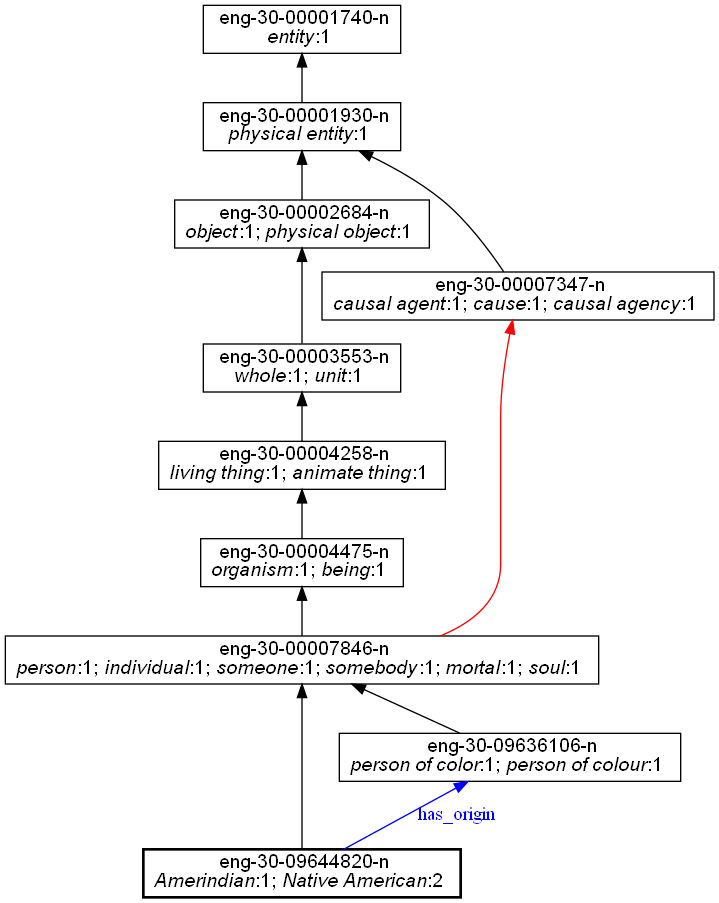 eng-30-00001740-n
entity:1
eng-30-00001930-n
physical entity:1
eng-30-00002684-n
object:1; physical object:1
eng-30-00007347-n
causal agent:1; cause:1; causal agency:1
eng-30-00003553-n
whole:1; unit:1
eng-30-00004258-n
living thing:1; animate thing:1
eng-30-00004475-n
organism:1; being:1
eng-30-00007846-n
person:1; individual:1; someone:1; somebody:1; mortal:1; soul:1
eng-30-09636106-n
person of color:1; person of colour:1
has_origin
eng-30-09644820-n
Amerindian:1; Native American:2